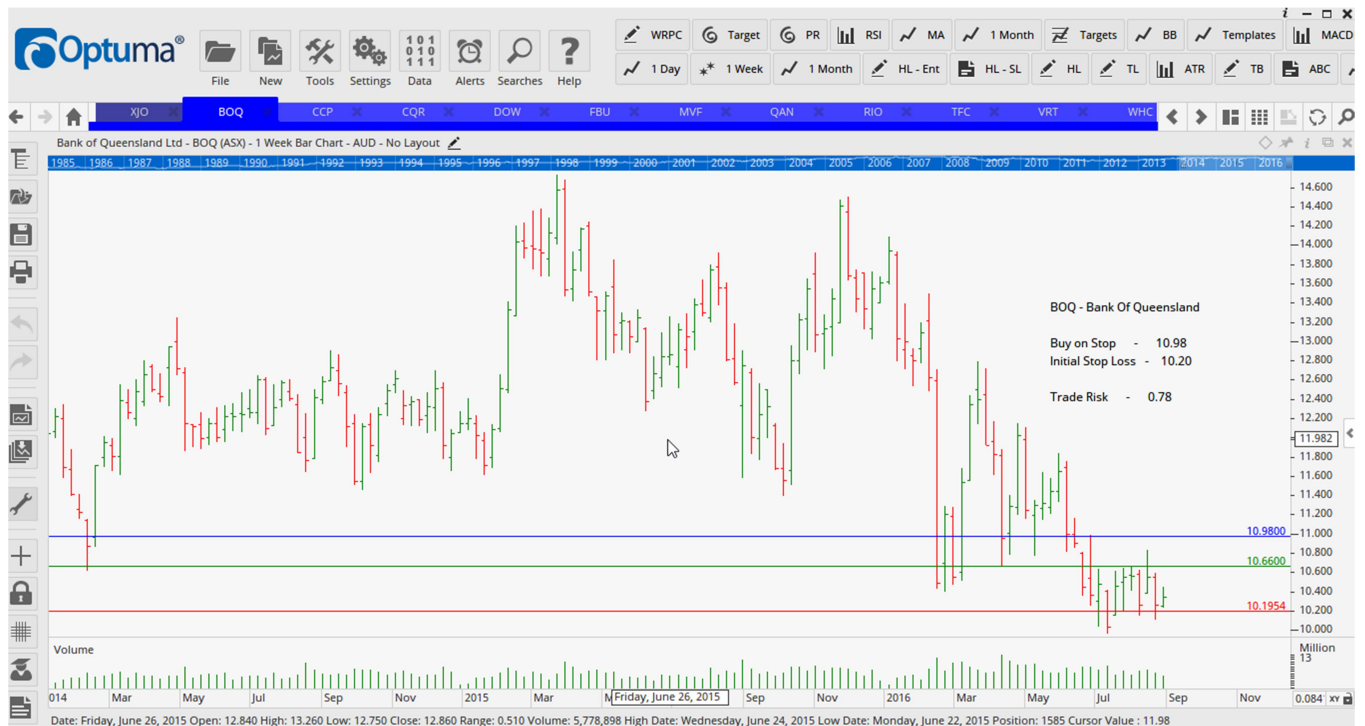 Optuma®
File New Tools Settings Data Alerts Searches Help
WRPC Target PR RSI MA 1 Month Targets BB Templates MACD
1 Day 1 Week 1 Month HL - Ent HL - SL HL TL ATR TB ABC
XJO BOQ CCP CQR DOW FBU MVF QAN RIO TFC VRT WHC
Bank of Queensland Ltd - BOQ (ASX) - 1 Week Bar Chart - AUD - No Layout
1985 1986 1987 1988 1989 1990 1991 1992 1993 1994 1995 1996 1997 1998 1999 2000 2001 2002 2003 2004 2005 2006 2007 2008 2009 2010 2011 2012 2013 2014 2015 2016
14.600
14.400
14.200
14.000
13.800
13.600
13.400
BOQ - Bank Of Queensland
13.200
Buy on Stop - 10.98
13.000
Initial Stop Loss - 10.20
12.800
12.600
Trade Risk - 0.78
12.400
12.200
11.982
11.800
11.600
11.400
11.200
10.9800
11.000
10.800
10.6600
10.600
10.400
10.1954
10.200
10.000
Volume
Million
13
014 Mar May Jul Sep Nov 2015 Mar M Friday, June 26, 2015 Sep Nov 2016 Mar May Jul Sep Nov 0.084 XY
Date: Friday, June 26, 2015 Open: 12.840 High: 13.260 Low: 12.750 Close: 12.860 Range: 0.510 Volume: 5,778,898 High Date: Wednesday, June 24, 2015 Low Date: Monday, June 22, 2015 Position: 1585 Cursor Value : 11.98